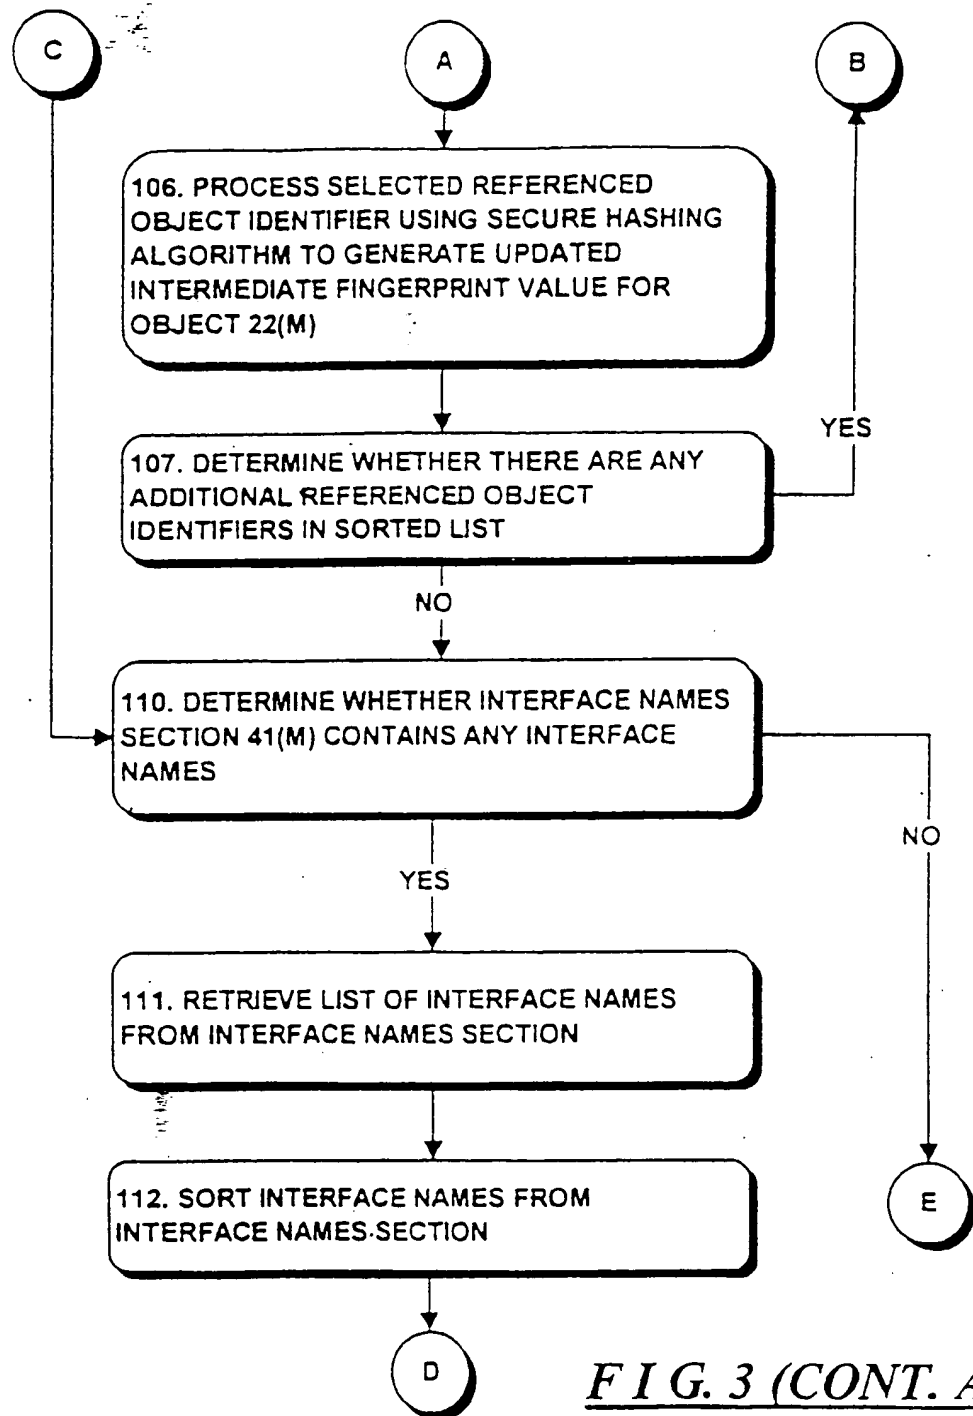 C
A
B
106. PROCESS SELECTED REFERENCED
OBJECT IDENTIFIER USING SECURE HASHING
ALGORITHM TO GENERATE UPDATED
INTERMEDIATE FINGERPRINT VALUE FOR
OBJECT 22(M)
YES
107. DETERMINE WHETHER THERE ARE ANY
ADDITIONAL REFERENCED OBJECT
IDENTIFIERS IN SORTED LIST
NO
110. DETERMINE WHETHER INTERFACE NAMES
SECTION 41(M) CONTAINS ANY INTERFACE
NAMES
NO
YES
111. RETRIEVE LIST OF INTERFACE NAMES
FROM INTERFACE NAMES SECTION
112. SORT INTERFACE NAMES FROM
INTERFACE NAMES SECTION
E
D
FIG. 3 (CONT. A